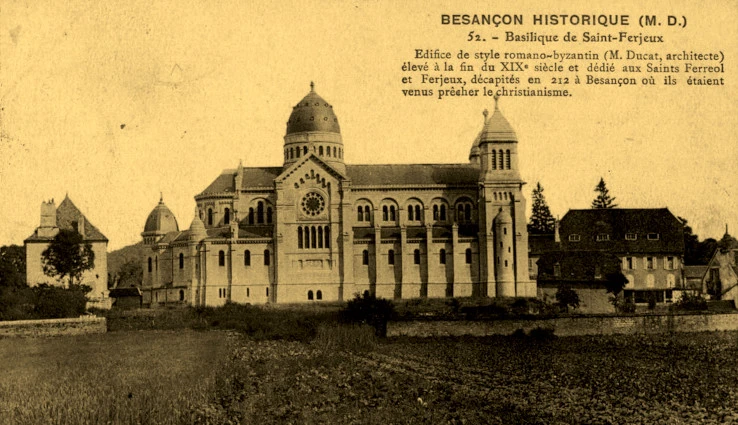 BESANÇON HISTORIQUE (M. D.)
52. - Basilique de Saint-Ferjeux
Edifice de style romano-byzantin (M. Ducat, architecte)
élevé à la fin du XIXe siècle et dédié aux Saints Ferreol
et Ferjeux, décapités en 212 à Besançon où ils étaient
venus prêcher le christianisme.